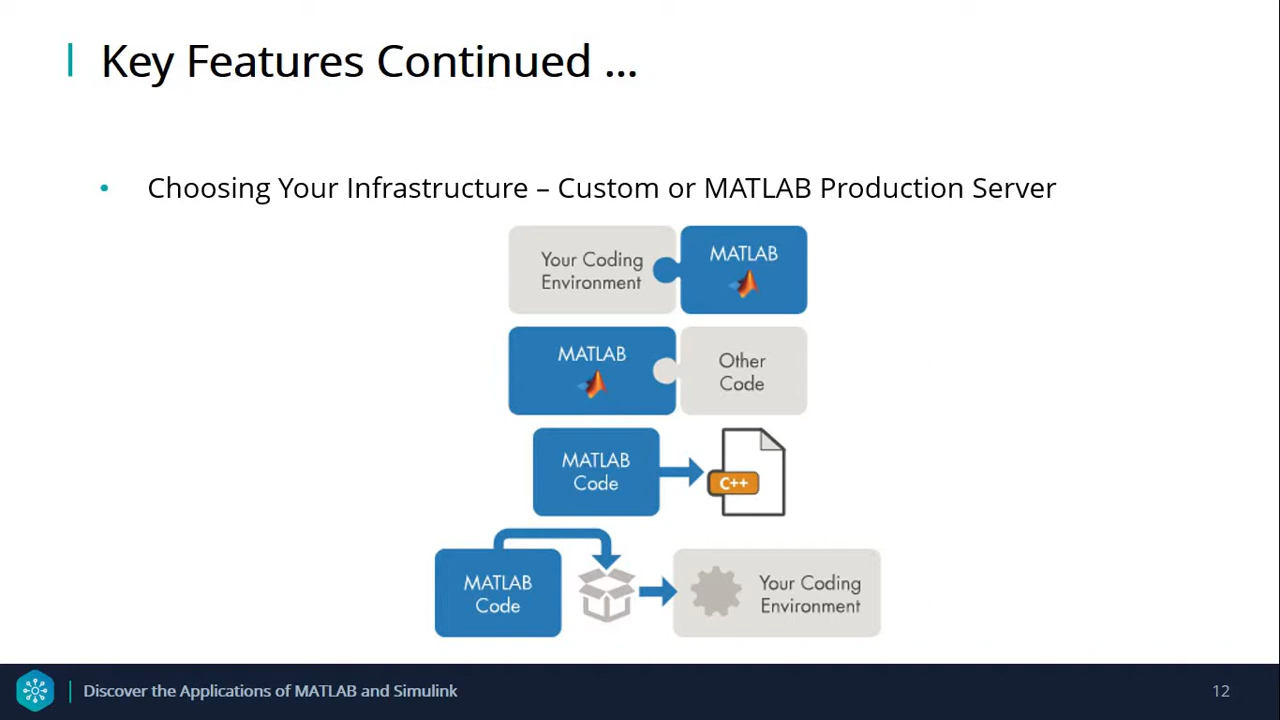 Key Features Continued ...
• Choosing Your Infrastructure – Custom or MATLAB Production Server
Your Coding
Environment
MATLAB
MATLAB
Other
Code
MATLAB
Code
C++
MATLAB
Code
Your Coding
Environment
Discover the Applications of MATLAB and Simulink
12